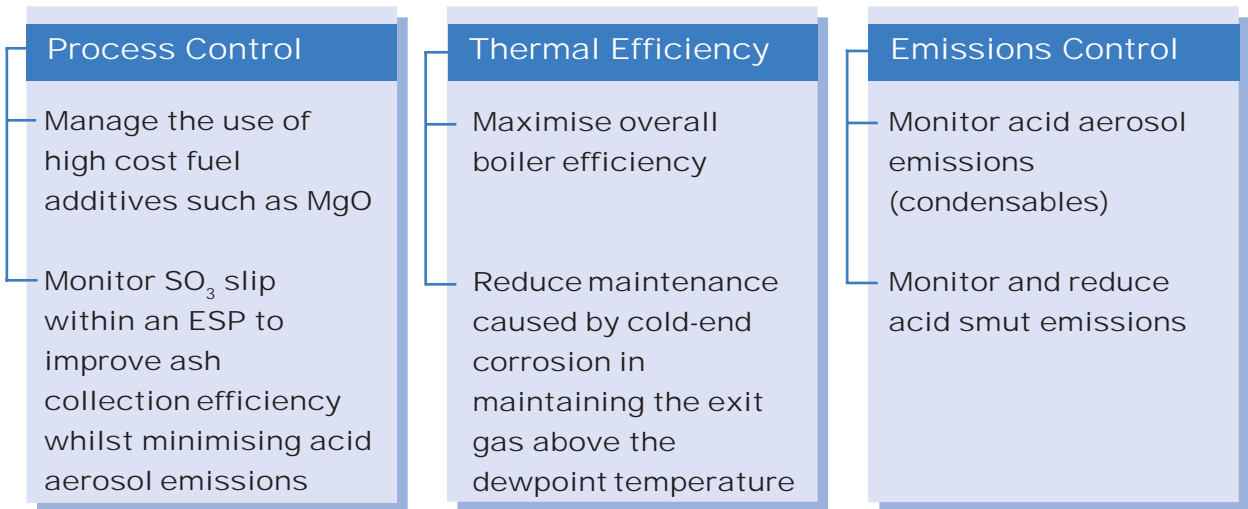 Process Control
Manage the use of
high cost fuel
additives such as MgO
Monitor SO₃ slip
within an ESP to
improve ash
collection efficiency
whilst minimising acid
aerosol emissions
Thermal Efficiency
Maximise overall
boiler efficiency
Reduce maintenance
caused by cold-end
corrosion in
maintaining the exit
gas above the
dewpoint temperature
Emissions Control
Monitor acid aerosol
emissions
(condensables)
Monitor and reduce
acid smut emissions